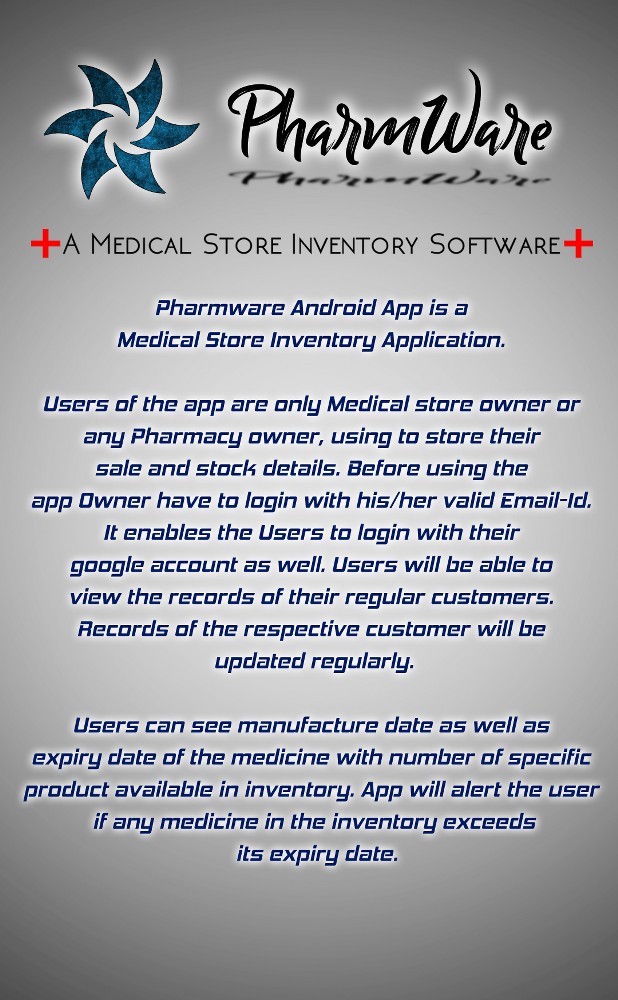 PharmWare
A Medical Store Inventory Software
Pharmware Android App is a
Medical Store Inventory Application.
Users of the app are only Medical store owner or
any Pharmacy owner, using to store their
sale and stock details. Before using the
app Owner have to login with his/her valid Email-Id.
It enables the Users to login with their
google account as well. Users will be able to
view the records of their regular customers.
Records of the respective customer will be
updated regularly.
Users can see manufacture date as well as
expiry date of the medicine with number of specific
product available in inventory. App will alert the user
if any medicine in the inventory exceeds
its expiry date.